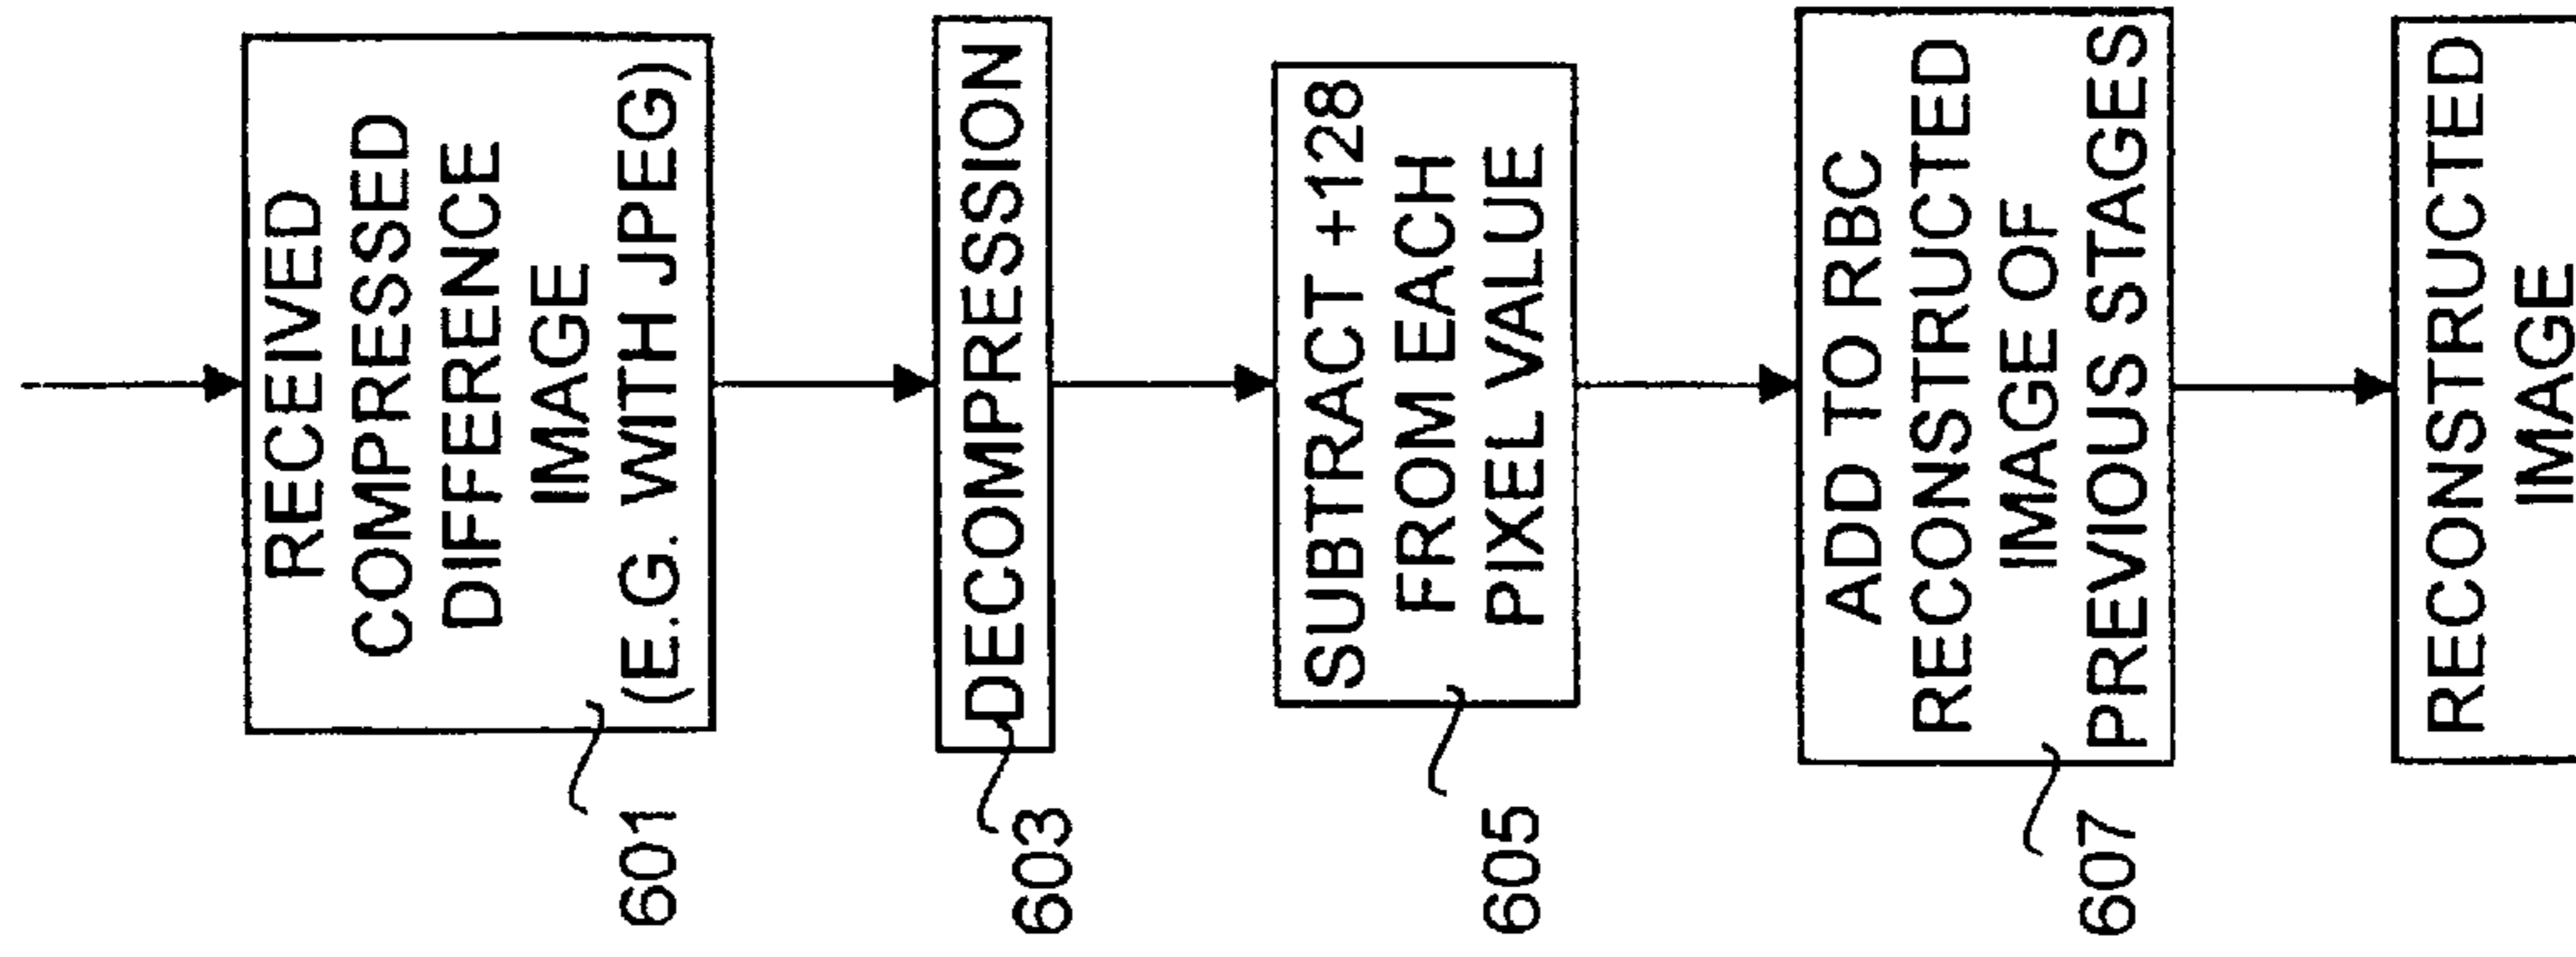 RECEIVED
COMPRESSED
DIFFERENCE
IMAGE
(E.G. WITH JPEG)
601
DECOMPRESSION
603
SUBTRACT +128
FROM EACH
PIXEL VALUE
605
ADD TO RBC
RECONSTRUCTED
IMAGE OF
PREVIOUS STAGES
607
RECONSTRUCTED
IMAGE